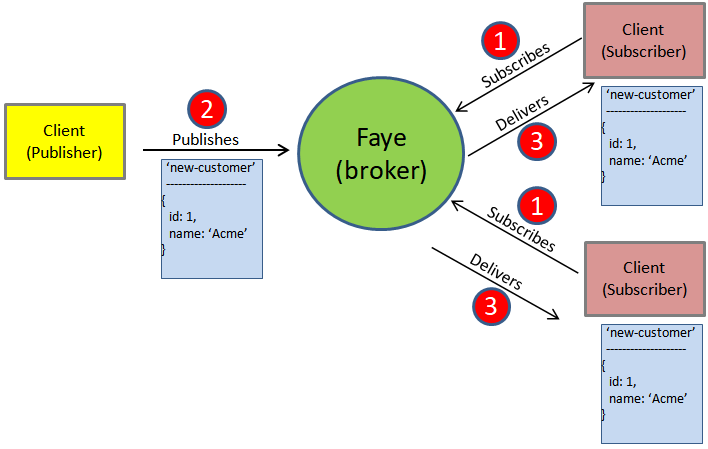 Client
(Publisher)
2
Publishes
‘new-customer’
--------------------
{
id: 1,
name: ‘Acme’
}
Faye
(broker)
1
Subscribes
Delivers
3
Client
(Subscriber)
‘new-customer’
--------------------
{
id: 1,
name: ‘Acme’
}
1
Subscribes
Delivers
3
Client
(Subscriber)
‘new-customer’
--------------------
{
id: 1,
name: ‘Acme’
}